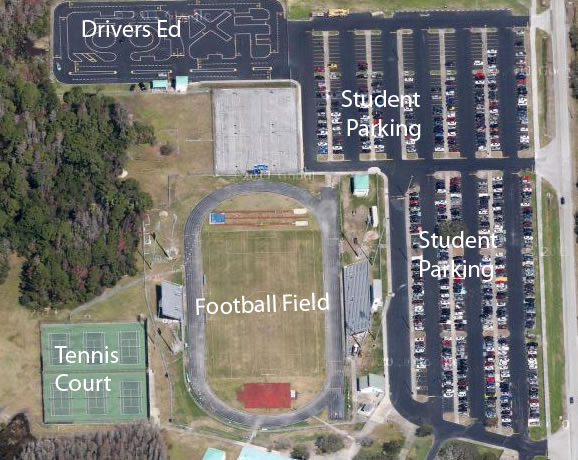 Drivers Ed
Student
Parking
Football Field
Student
Parking
Tennis
Court